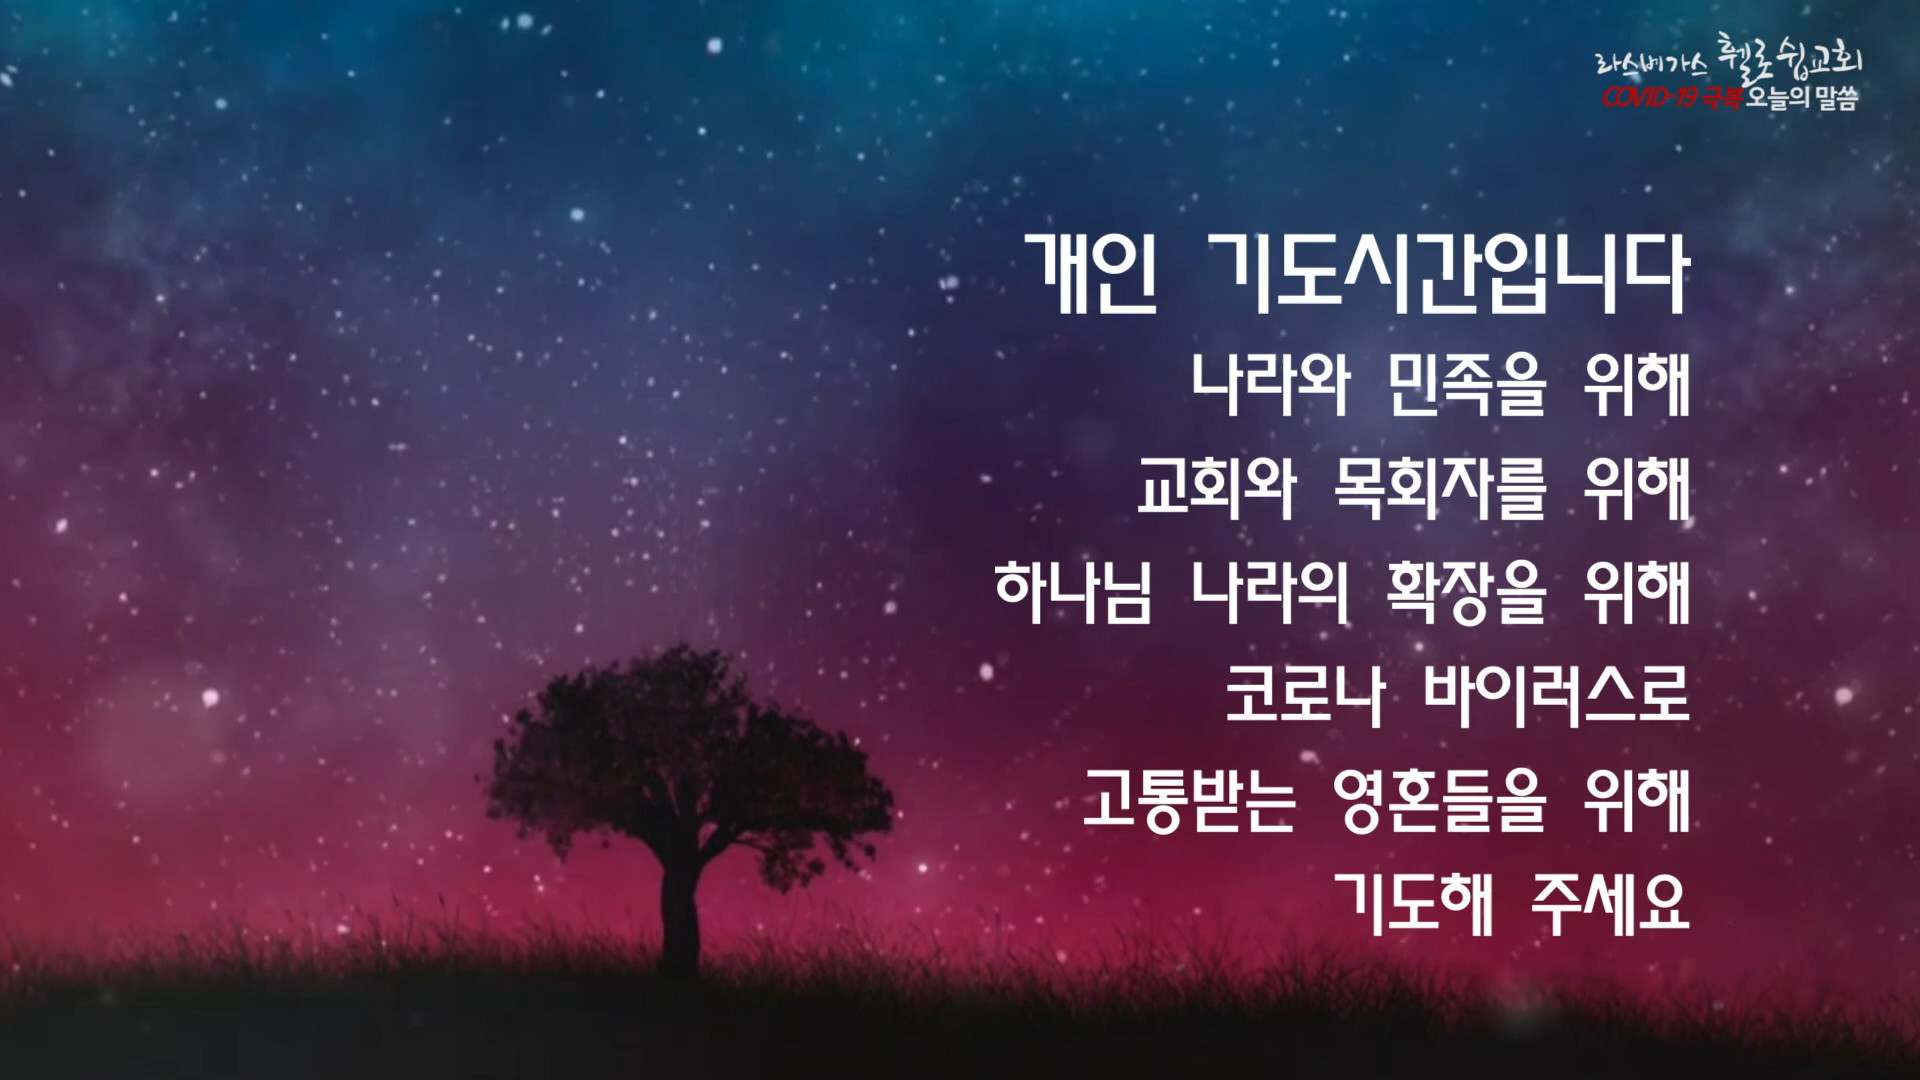 라스베가스 휄로쉽교회
COVID-19 극복 오늘의 말씀
개인 기도시간입니다
나라와 민족을 위해
교회와 목회자를 위해
하나님 나라의 확장을 위해
코로나 바이러스로
고통받는 영혼들을 위해
기도해 주세요